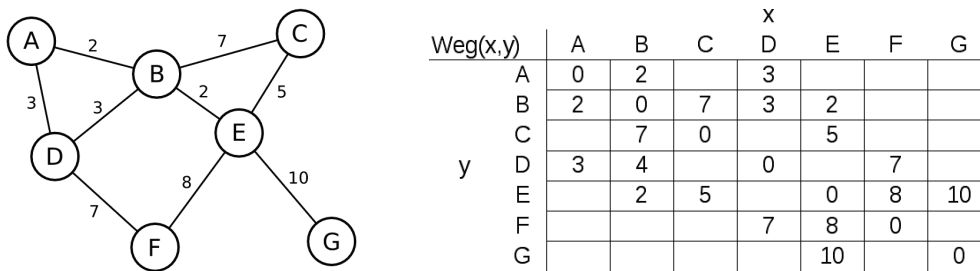 A
2
B
7
C
3
3
2
5
D
E
7
8
10
F
G
x
Weg(x,y) A B C D E F G
A 0 2 3
B 2 0 7 3 2
C 7 0 5
y D 3 4 0 7
E 2 5 0 8 10
F 7 8 0
G 10 0